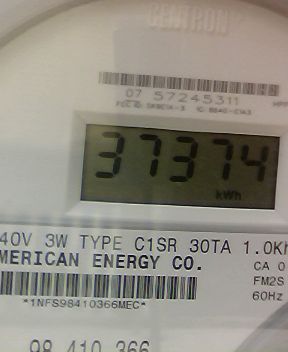 CENTRON
07 57245311
37374
kWh
40V 3W TYPE C1SR 30TA 1.0Kh
MERICAN ENERGY CO.
CA 0
FM2S
60Hz
*1NFS98410366MEC*
98 410 366